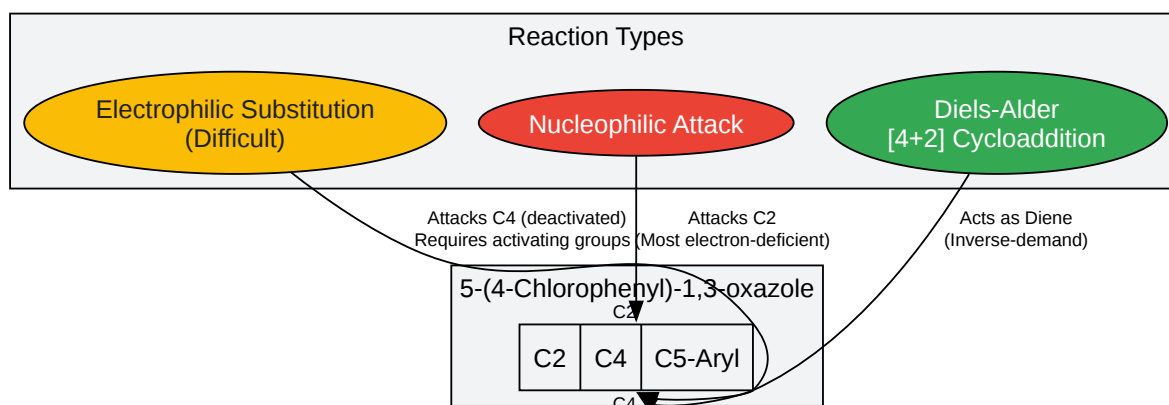 Reaction Types
Electrophilic Substitution
(Difficult)
Nucleophilic Attack
Diels-Alder
[4+2] Cycloaddition
Attacks C4 (deactivated)
Requires activating groups
Attacks C2
(Most electron-deficient)
Acts as Diene
(Inverse-demand)
5-(4-Chlorophenyl)-1,3-oxazole
C2
C2
C4
C5-Aryl
C4